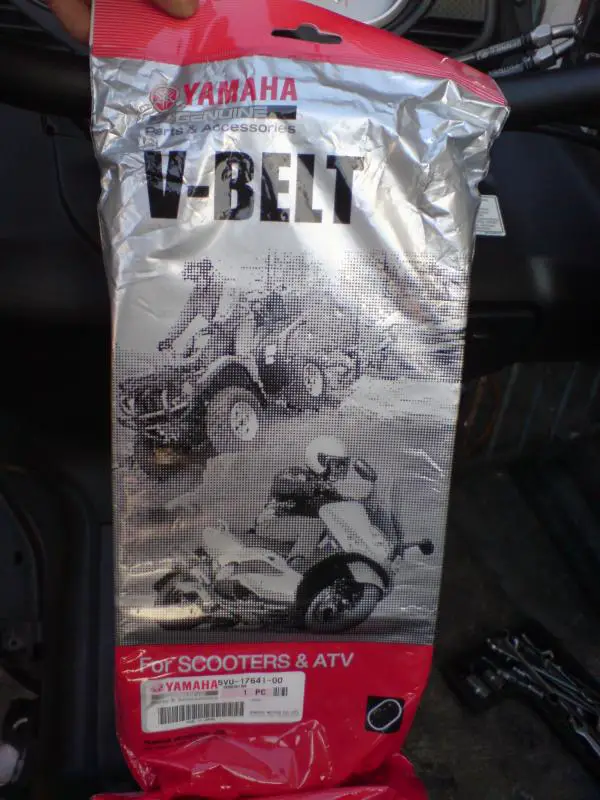 YAMAHA
GENUINE
Parts & Accessories
V-BELT
For SCOOTERS & ATV
YAMAHA 5VU-17641-00
1 PC